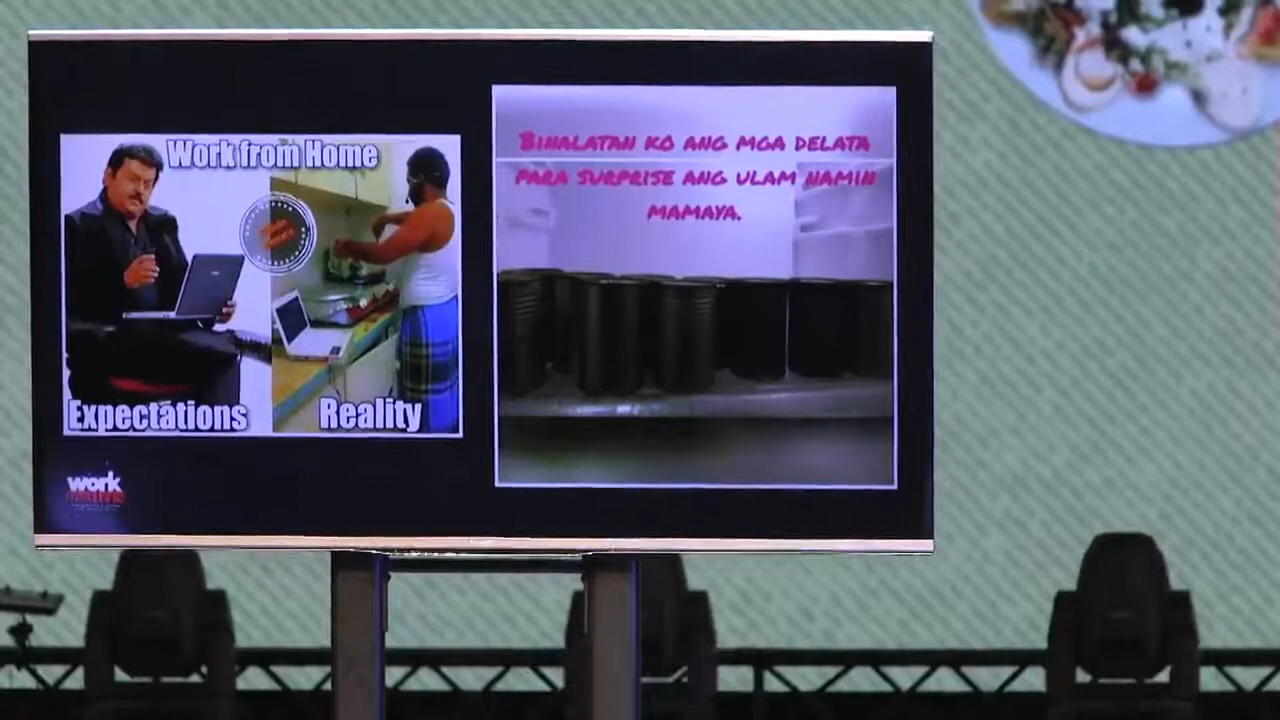 Work from Home
Expectations
Reality
BINALATAN KO ANG MGA DELATA
PARA SURPRISE ANG ULAM NAMIN
MAMAYA.
work